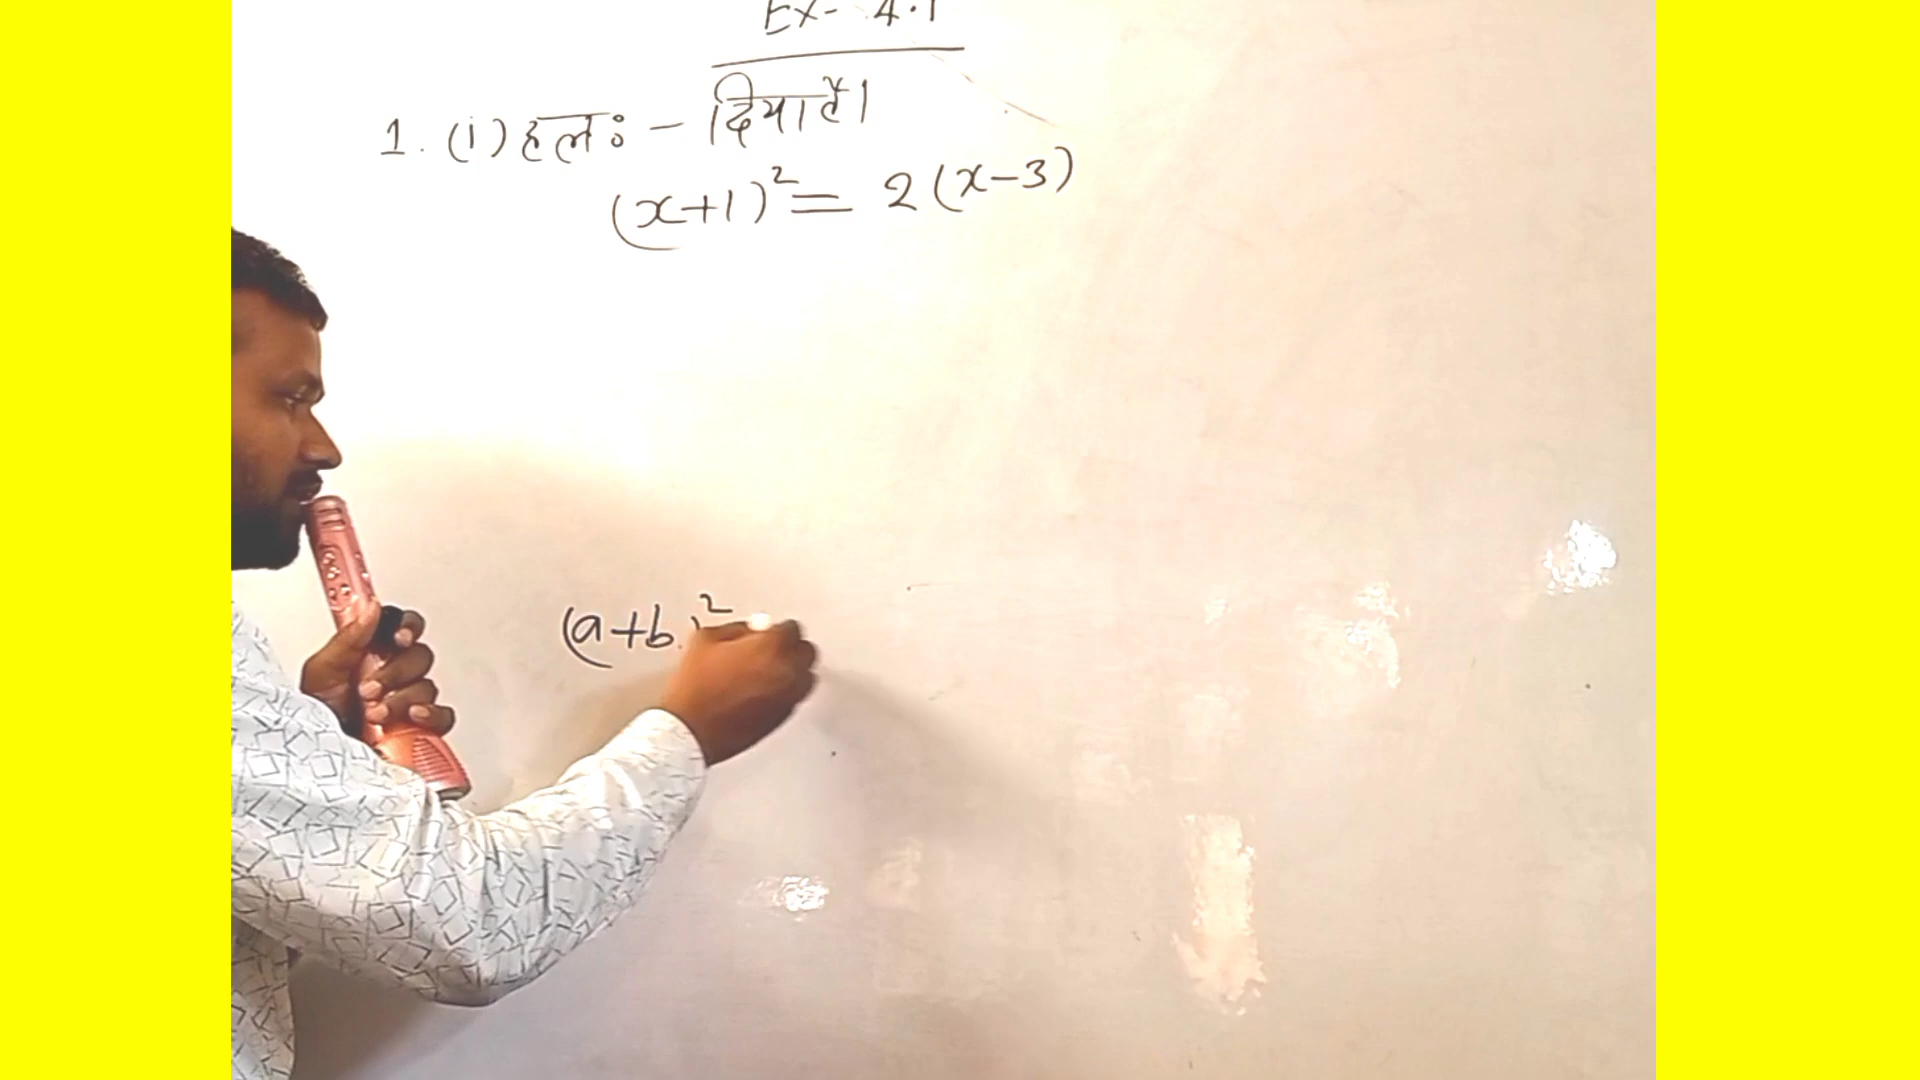 Ex- 4.1
1. (i) हलः - दिया है।
(x+1)² = 2(x-3)
(a+b)²